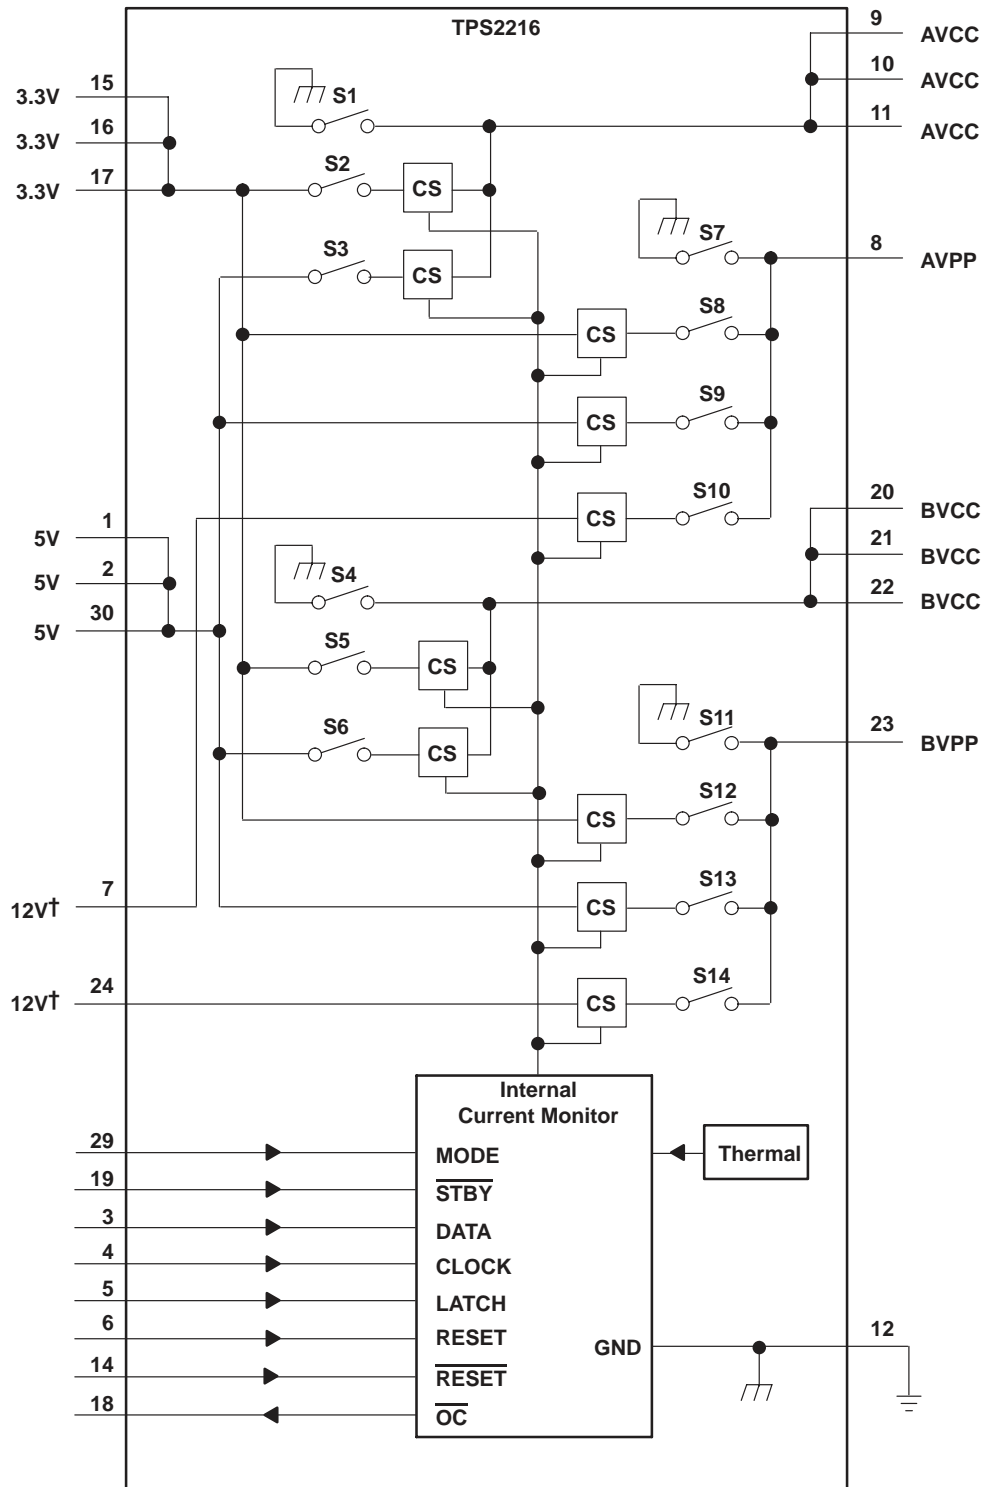 TPS2216
9
AVCC
10
AVCC
11
AVCC
15
3.3V
16
3.3V
17
3.3V
S1
S2
CS
S3
CS
S7
8
AVPP
S8
CS
S9
CS
S10
CS
1
5V
2
5V
30
5V
20
BVCC
21
BVCC
22
BVCC
S4
S5
CS
S6
CS
S11
23
BVPP
S12
CS
7
12V†
S13
CS
24
12V†
S14
CS
Internal
Current Monitor
Thermal
29
MODE
19
STBY
3
DATA
4
CLOCK
5
LATCH
6
RESET
14
RESET
18
OC
GND
12